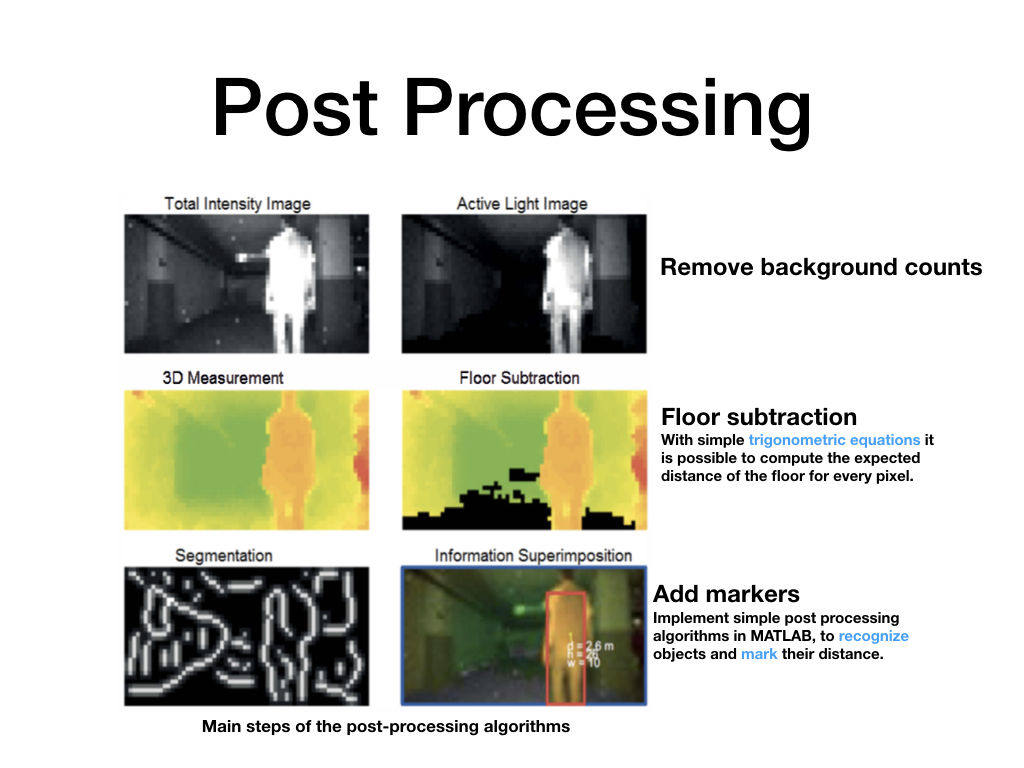 Post Processing
Total Intensity Image
Active Light Image
Remove background counts
3D Measurement
Floor Subtraction
Floor subtraction
With simple trigonometric equations it
is possible to compute the expected
distance of the floor for every pixel.
Segmentation
Information Superimposition
d = 2.6 m
h = 26
w = 10
Add markers
Implement simple post processing
algorithms in MATLAB, to recognize
objects and mark their distance.
Main steps of the post-processing algorithms